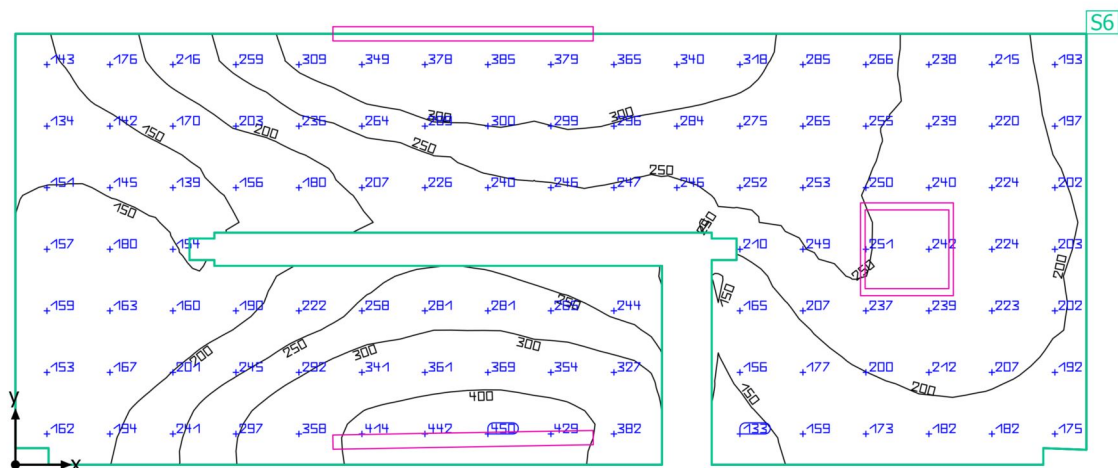 S6
+143 +176 +216 +259 +309 +349 +378 +385 +379 +365 +340 +318 +285 +266 +238 +215 +193
300 300
+134 +142 +170 +203 +236 +264 +289 +300 +299 +296 +284 +275 +265 +255 +239 +220 +197
150 200 250
250
+151 +145 +139 +156 +180 +207 +226 +240 +246 +247 +246 +252 +253 +250 +240 +224 +202
150 250
+157 +180 +154 +210 +249 +251 +242 +224 +203
250 200
150 250
+159 +163 +160 +190 +222 +258 +281 +281 +266 +244 +165 +207 +237 +239 +223 +202
200 250 300 300
+153 +167 +201 +245 +292 +341 +361 +369 +354 +327 +156 +177 +200 +212 +207 +192
400 150 200
y
+162 +194 +241 +297 +358 +414 +442 +450 +429 +382 +133 +159 +173 +182 +182 +175
x